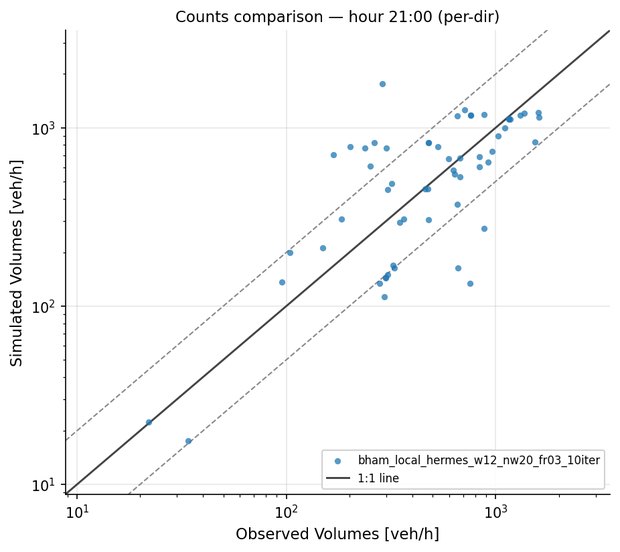 Counts comparison — hour 21:00 (per-dir)
Simulated Volumes [veh/h]
10³
10²
10¹
10¹ 10² 10³
Observed Volumes [veh/h]
bham_local_hermes_w12_nw20_fr03_10iter
1:1 line